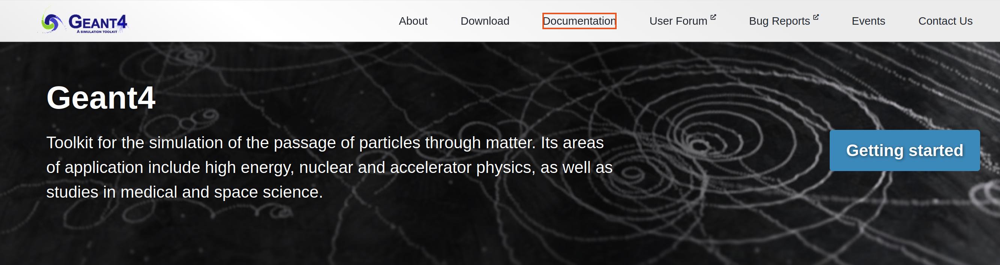 GEANT4
A SIMULATION TOOLKIT
About
Download
Documentation
User Forum
Bug Reports
Events
Contact Us
Geant4
Toolkit for the simulation of the passage of particles through matter. Its areas
of application include high energy, nuclear and accelerator physics, as well as
studies in medical and space science.
Getting started